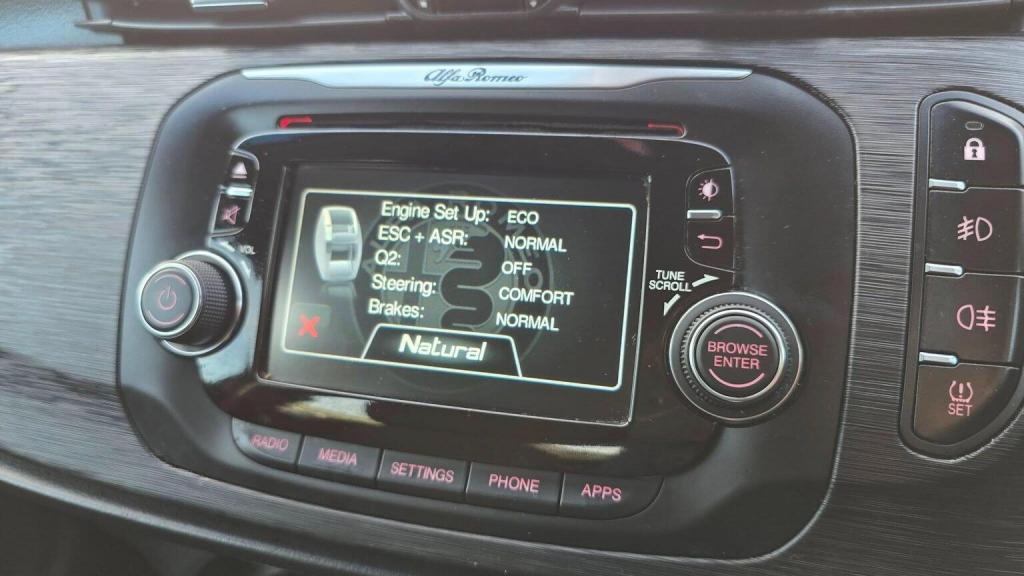 Alfa Romeo
VOL
Engine Set Up: ECO
ESC + ASR: NORMAL
Q2: OFF
Steering: COMFORT
Brakes: NORMAL
Natural
TUNE
SCROLL
BROWSE
ENTER
RADIO
MEDIA
SETTINGS
PHONE
APPS
SET